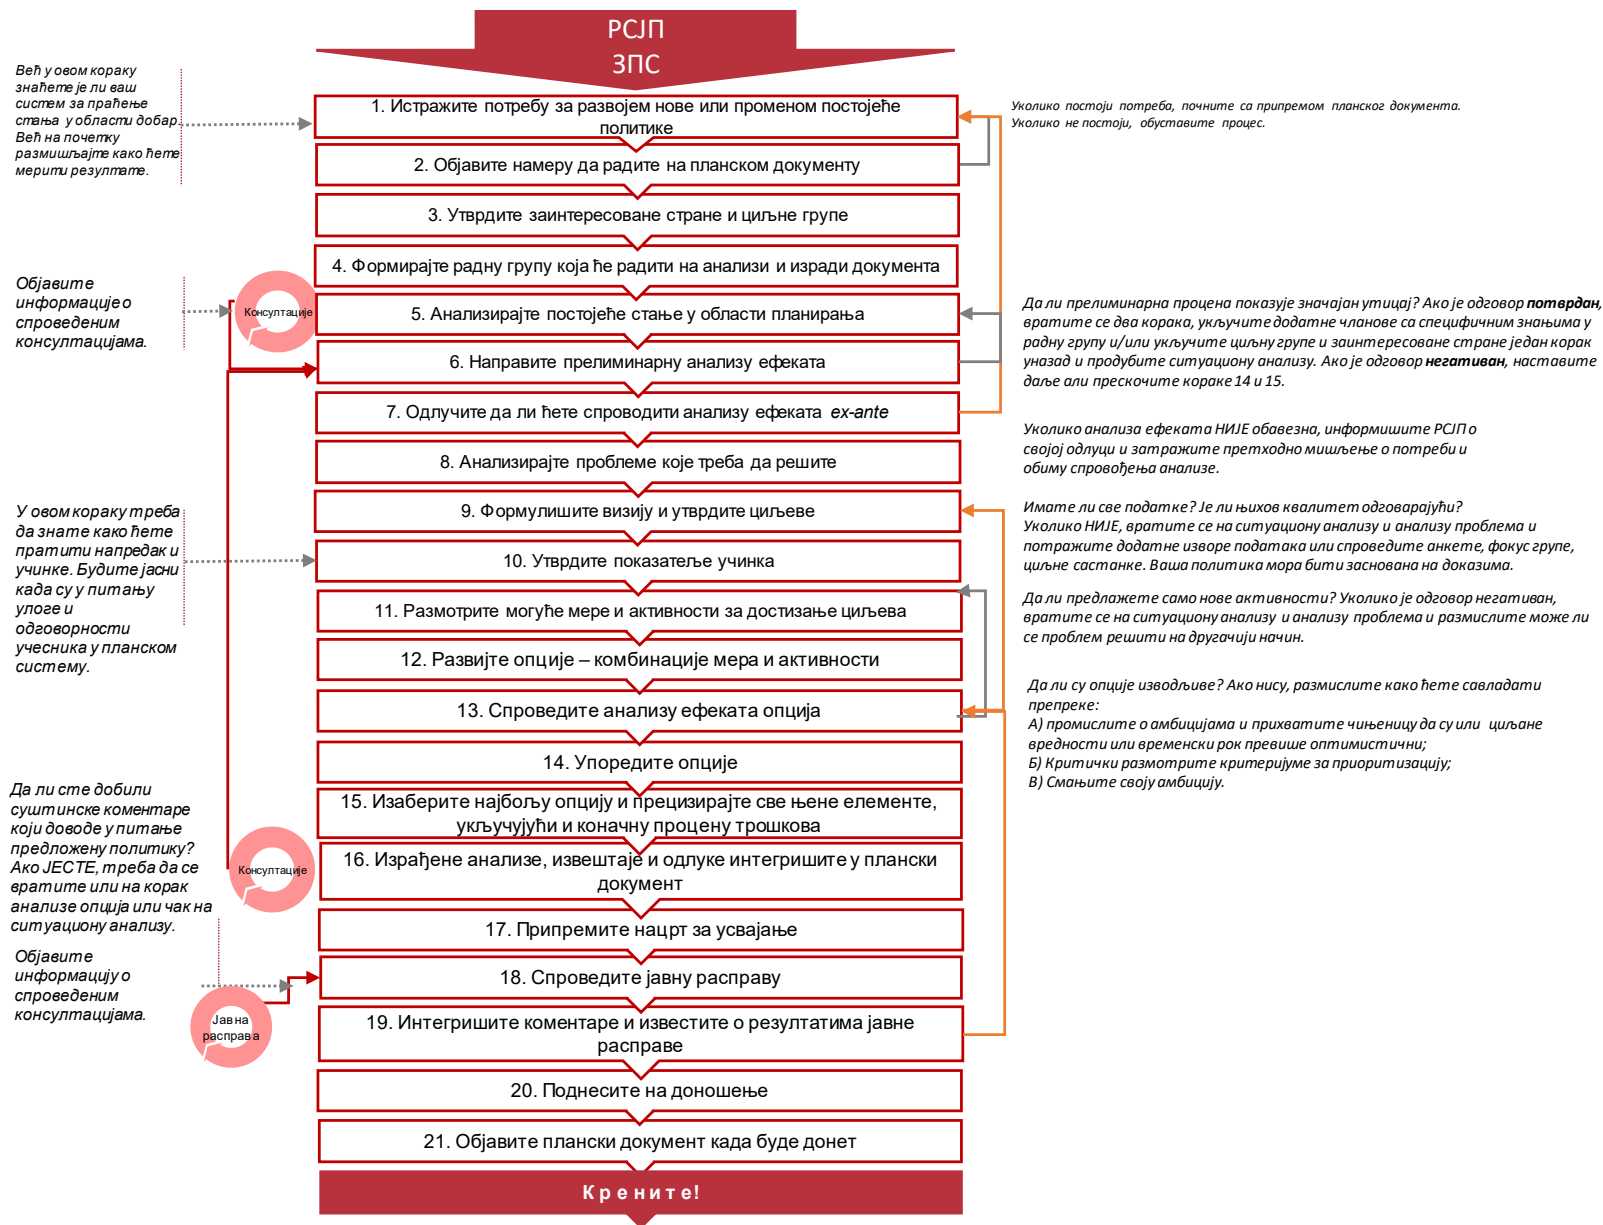 РСЈП
ЗПС
Већ у овом кораку
знаћете је ли ваш
систем за праћење
стања у области добар.
Већ на почетку
размишљајте како ћете
мерити резултате.
1. Истражите потребу за развојем нове или променом постојеће
политике
Уколико постоји потреба, почните са припремом планског документа.
Уколико не постоји, обуставите процес.
2. Објавите намеру да радите на планском документу
3. Утврдите заинтересоване стране и циљне групе
4. Формирајте радну групу која ће радити на анализи и изради документа
Објавите
информације о
спроведеним
консултацијама.
Консултације
5. Анализирајте постојеће стање у области планирања
6. Направите прелиминарну анализу ефеката
Да ли прелиминарна процена показује значајан утицај? Ако је одговор потврдан,
вратите се два корака, укључите додатне чланове са специфичним знањима у
радну групу и/или укључите циљну групе и заинтересоване стране један корак
уназад и продубите ситуациону анализу. Ако је одговор негативан, наставите
даље али прескочите кораке 14 и 15.
7. Одлучите да ли ћете спроводити анализу ефеката ex-ante
Уколико анализа ефеката НИЈЕ обавезна, информишите РСЈП о
својој одлуци и затражите претходно мишљење о потреби и
обиму спровођења анализе.
8. Анализирајте проблеме које треба да решите
9. Формулишите визију и утврдите циљеве
Имате ли све податке? Је ли њихов квалитет одговарајући?
Уколико НИЈЕ, вратите се на ситуациону анализу и анализу проблема и
потражите додатне изворе података или спроведите анкете, фокус групе,
циљне састанке. Ваша политика мора бити заснована на доказима.
У овом кораку треба
да знате како ћете
пратити напредак и
учинке. Будите јасни
када су у питању
улоге и
одговорности
учесника у планском
систему.
10. Утврдите показатеље учинка
11. Размотрите могуће мере и активности за достизање циљева
Да ли предлажете само нове активности? Уколико је одговор негативан,
вратите се на ситуациону анализу и анализу проблема и размислите може ли
се проблем решити на другачији начин.
12. Развијте опције – комбинације мера и активности
13. Спроведите анализу ефеката опција
Да ли су опције изводљиве? Ако нису, размислите како ћете савладати
препреке:
А) промислите о амбицијама и прихватите чињеницу да су или циљане
вредности или временски рок превише оптимистични;
Б) Критички размотрите критеријуме за приоритизацију;
В) Смањите своју амбицију.
14. Упоредите опције
15. Изаберите најбољу опцију и прецизирајте све њене елементе,
укључујући и коначну процену трошкова
Да ли сте добили
суштинске коментаре
који доводе у питање
предложену политику?
Ако ЈЕСТЕ, треба да се
вратите или на корак
анализе опција или чак на
ситуациону анализу.
Консултације
16. Израђене анализе, извештаје и одлуке интегришите у плански
документ
17. Припремите нацрт за усвајање
18. Спроведите јавну расправу
Објавите
информацију о
спроведеним
консултацијама.
Јавна
расправа
19. Интегришите коментаре и известите о резултатима јавне
расправе
20. Поднесите на доношење
21. Објавите плански документ када буде донет
Крените!